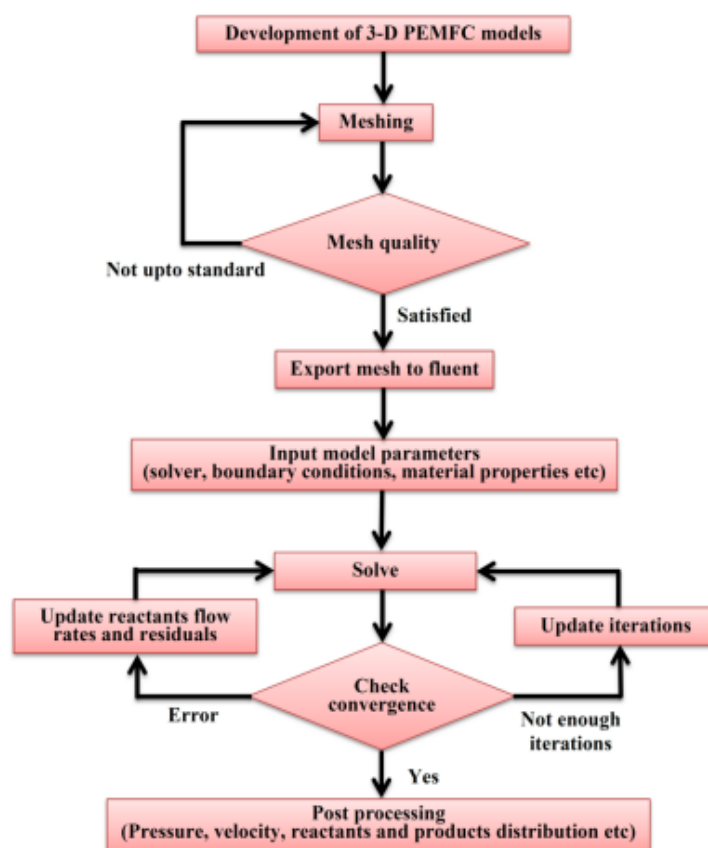 Development of 3-D PEMFC models
Meshing
Mesh quality
Not upto standard
Satisfied
Export mesh to fluent
Input model parameters
(solver, boundary conditions, material properties etc)
Solve
Update reactants flow
rates and residuals
Update iterations
Check
convergence
Error
Not enough
iterations
Yes
Post processing
(Pressure, velocity, reactants and products distribution etc)